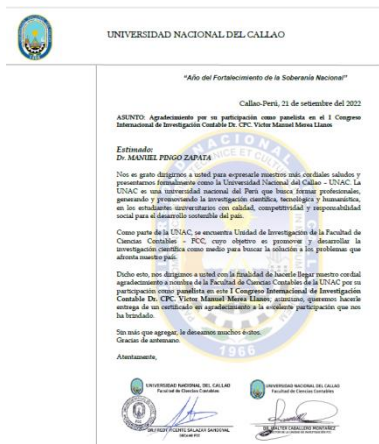 UNIVERSIDAD NACIONAL DEL CALLAO
"Año del Fortalecimiento de la Soberanía Nacional"
Callao-Perú, 21 de setiembre del 2022
ASUNTO: Agradecimiento por su participación como panelista en el I Congreso
Internacional de Investigación Contable Dr. CPC. Víctor Manuel Merea Llanos
Estimado:
Dr. MANUEL PINGO ZAPATA
Nos es grato dirigirnos a usted para expresarle nuestros más cordiales saludos y
presentarnos formalmente como la Universidad Nacional del Callao – UNAC. La
UNAC es una universidad nacional del Perú que busca formar profesionales,
generando y promoviendo la investigación científica, tecnológica y humanística,
en los estudiantes universitarios con calidad, competitividad y responsabilidad
social para el desarrollo sostenible del país.
Como parte de la UNAC, se encuentra Unidad de Investigación de la Facultad de
Ciencias Contables – FCC, cuyo objetivo es promover y desarrollar la
investigación científica como medio para buscar la solución a los problemas que
afronta nuestro país.
Dicho esto, nos dirigimos a usted con la finalidad de hacerle llegar nuestro cordial
agradecimiento a nombre de la Facultad de Ciencias Contables de la UNAC por su
participación como panelista en este I Congreso Internacional de Investigación
Contable Dr. CPC. Víctor Manuel Merea Llanos; asimismo, queremos hacerle
entrega de un certificado en agradecimiento a la excelente participación que nos
ha brindado.
Sin más que agregar, le deseamos muchos éxitos.
Gracias de antemano.
Atentamente,
1966
UNIVERSIDAD NACIONAL DEL CALLAO
Facultad de Ciencias Contables
UNIVERSIDAD NACIONAL DEL CALLAO
Facultad de Ciencias Contables
VICENTE SALAZAR SANDOVAL
WALTER CABALLERO MONTAÑEZ